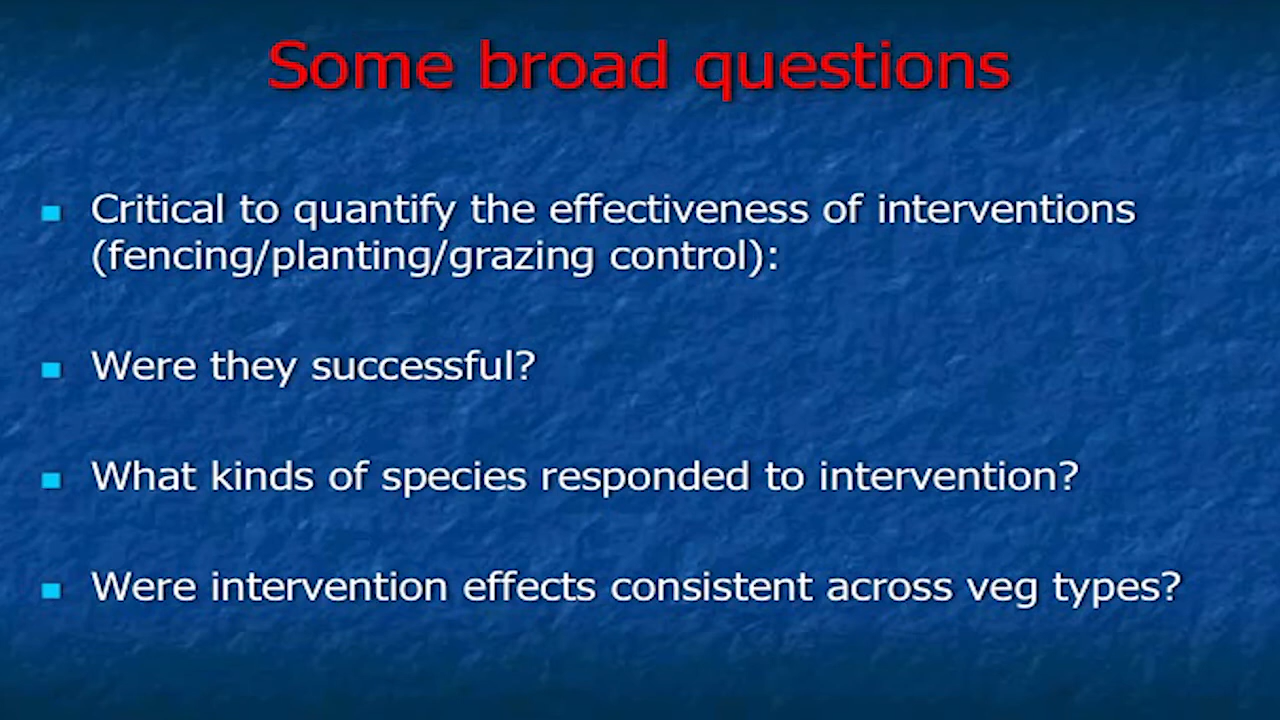 Some broad questions
Critical to quantify the effectiveness of interventions
(fencing/planting/grazing control):
Were they successful?
What kinds of species responded to intervention?
Were intervention effects consistent across veg types?